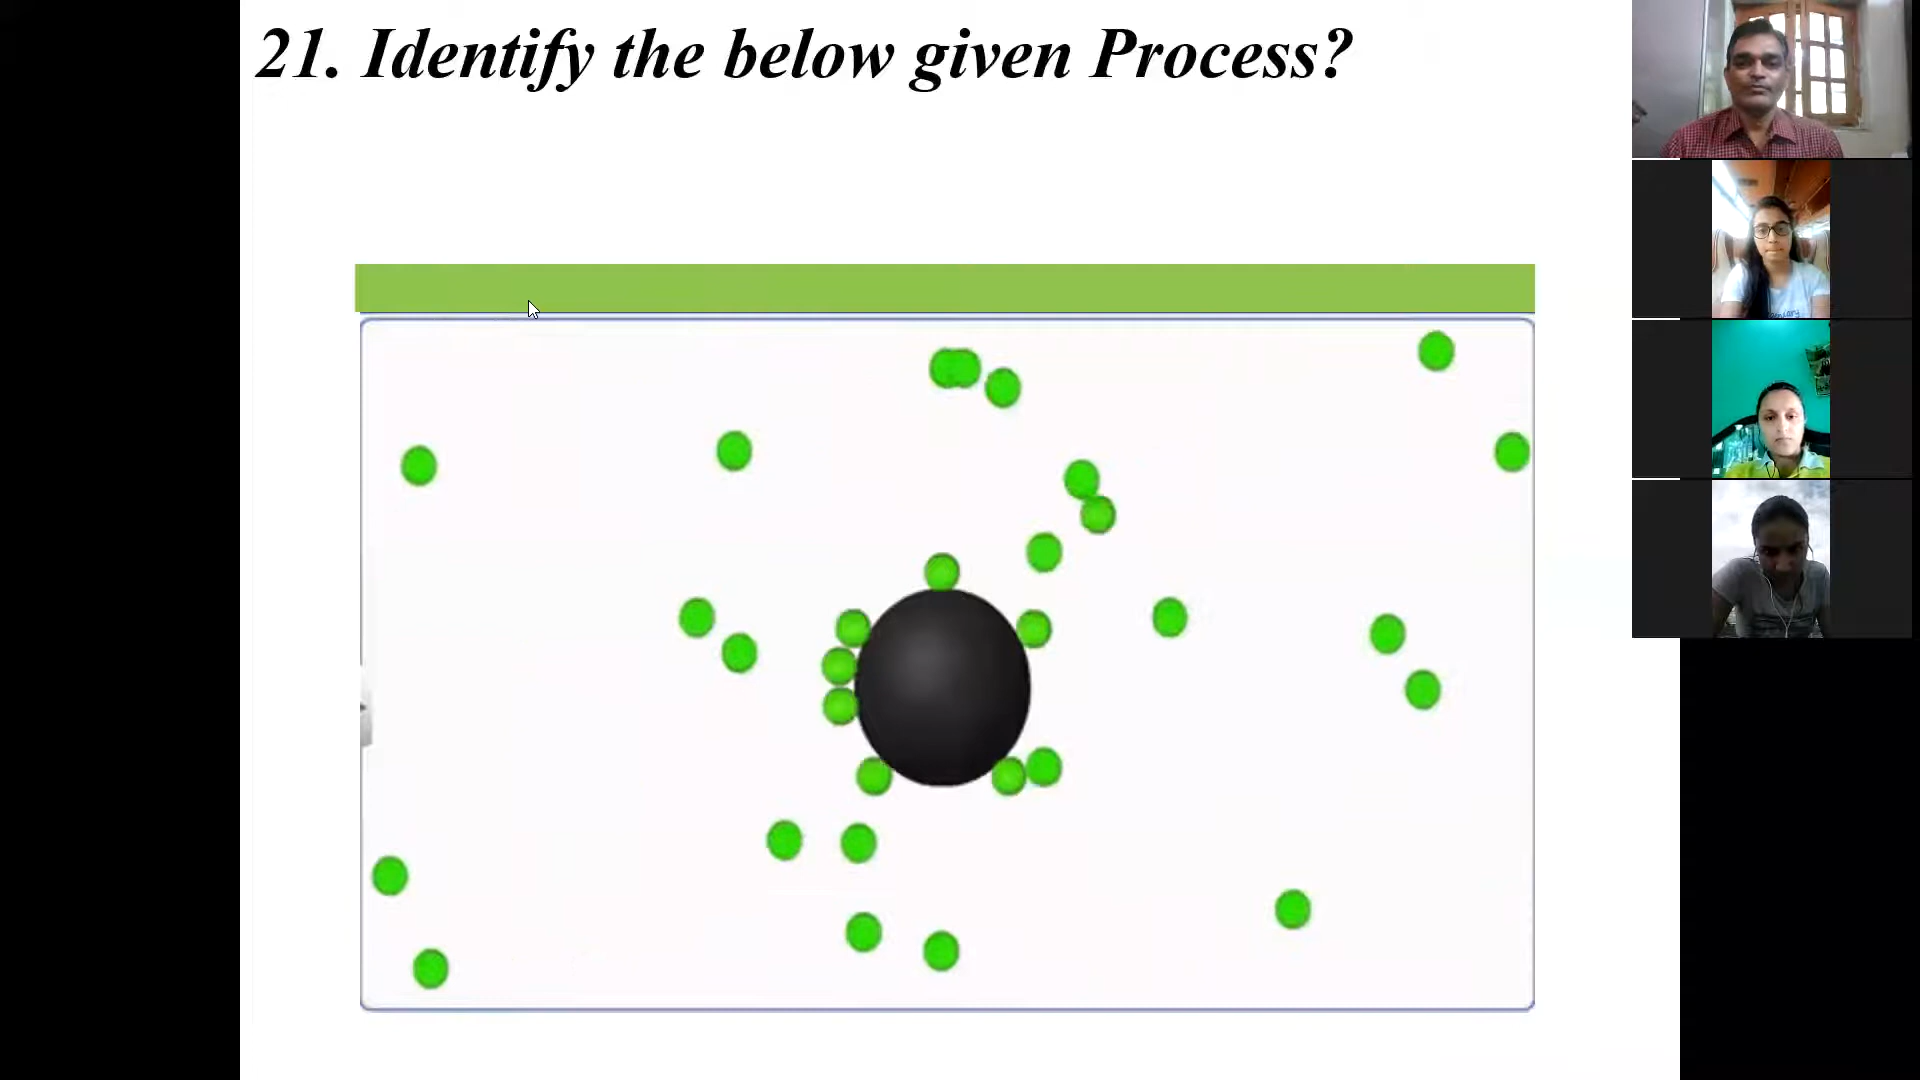 21. Identify the below given Process?